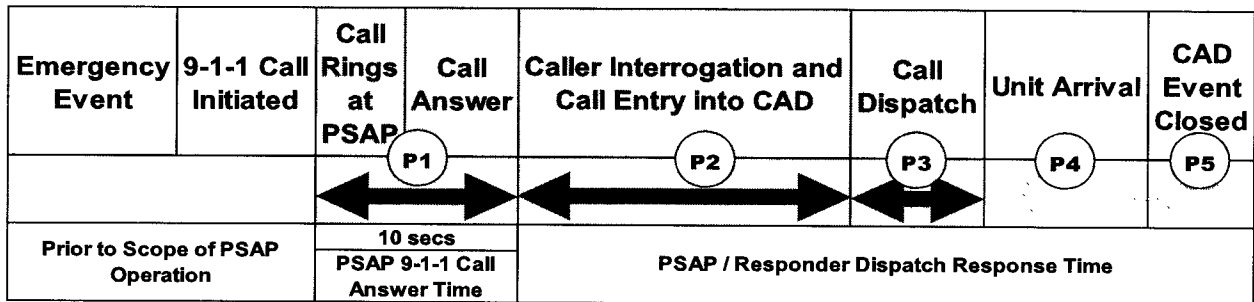 Emergency
Event
9-1-1 Call
Initiated
Call
Rings
at
PSAP
Call
Answer
Caller Interrogation and
Call Entry into CAD
Call
Dispatch
Unit Arrival
CAD
Event
Closed
P1
P2
P3
P4
P5
Prior to Scope of PSAP
Operation
10 secs
PSAP 9-1-1 Call
Answer Time
PSAP / Responder Dispatch Response Time